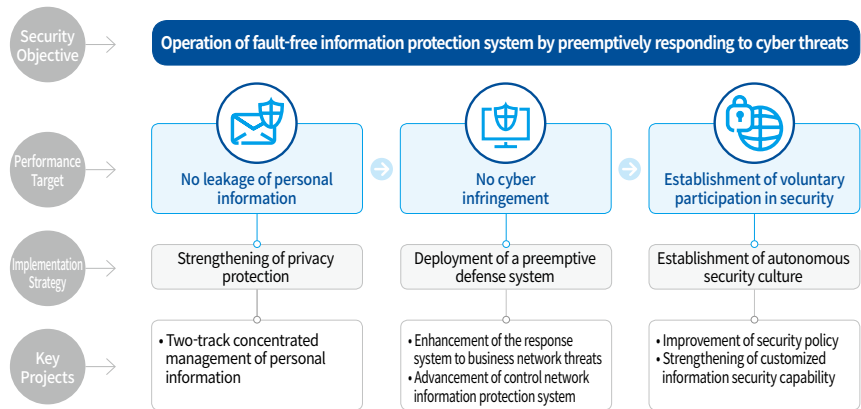 Security
Objective
Operation of fault-free information protection system by preemptively responding to cyber threats
Performance
Target
No leakage of personal
information
No cyber
infringement
Establishment of voluntary
participation in security
Implementation
Strategy
Strengthening of privacy
protection
Deployment of a preemptive
defense system
Establishment of autonomous
security culture
Key
Projects
• Two-track concentrated
management of personal
information
• Enhancement of the response
system to business network threats
• Advancement of control network
information protection system
• Improvement of security policy
• Strengthening of customized
information security capability